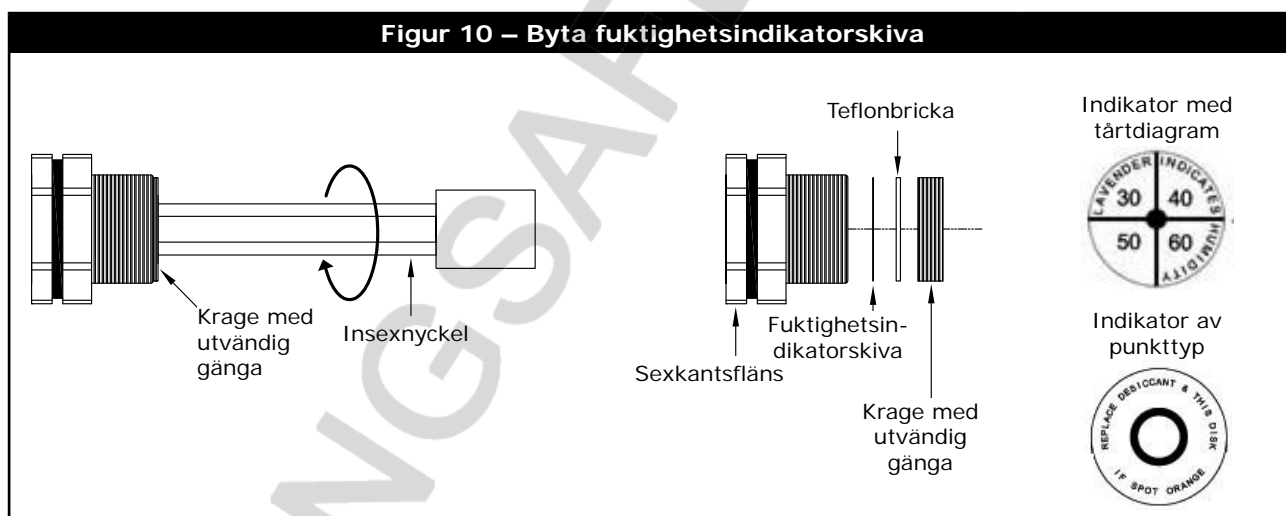 Figur 10 – Byta fuktighetsindikatorskiva
Krage med
utvändig
gänga
Insexnyckel
Teflonbricka
Fuktighetsin-
dikatorskiva
Sexkantsfläns
Krage med
utvändig
gänga
Indikator med
tårtdiagram
LAVENDER INDICATES HUMIDITY
30 40
50 60
Indikator av
punkttyp
REPLACE DESICCANT & THIS DISK
IF SPOT ORANGE